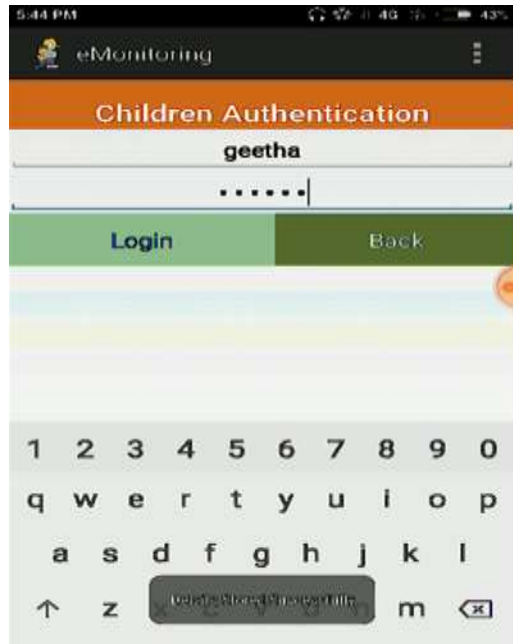 5:44 PM 4G 43%
eMonitoring
Children Authentication
geetha
••••••
Login Back
1 2 3 4 5 6 7 8 9 0
q w e r t y u i o p
a s d f g h j k l
z x c v b n m